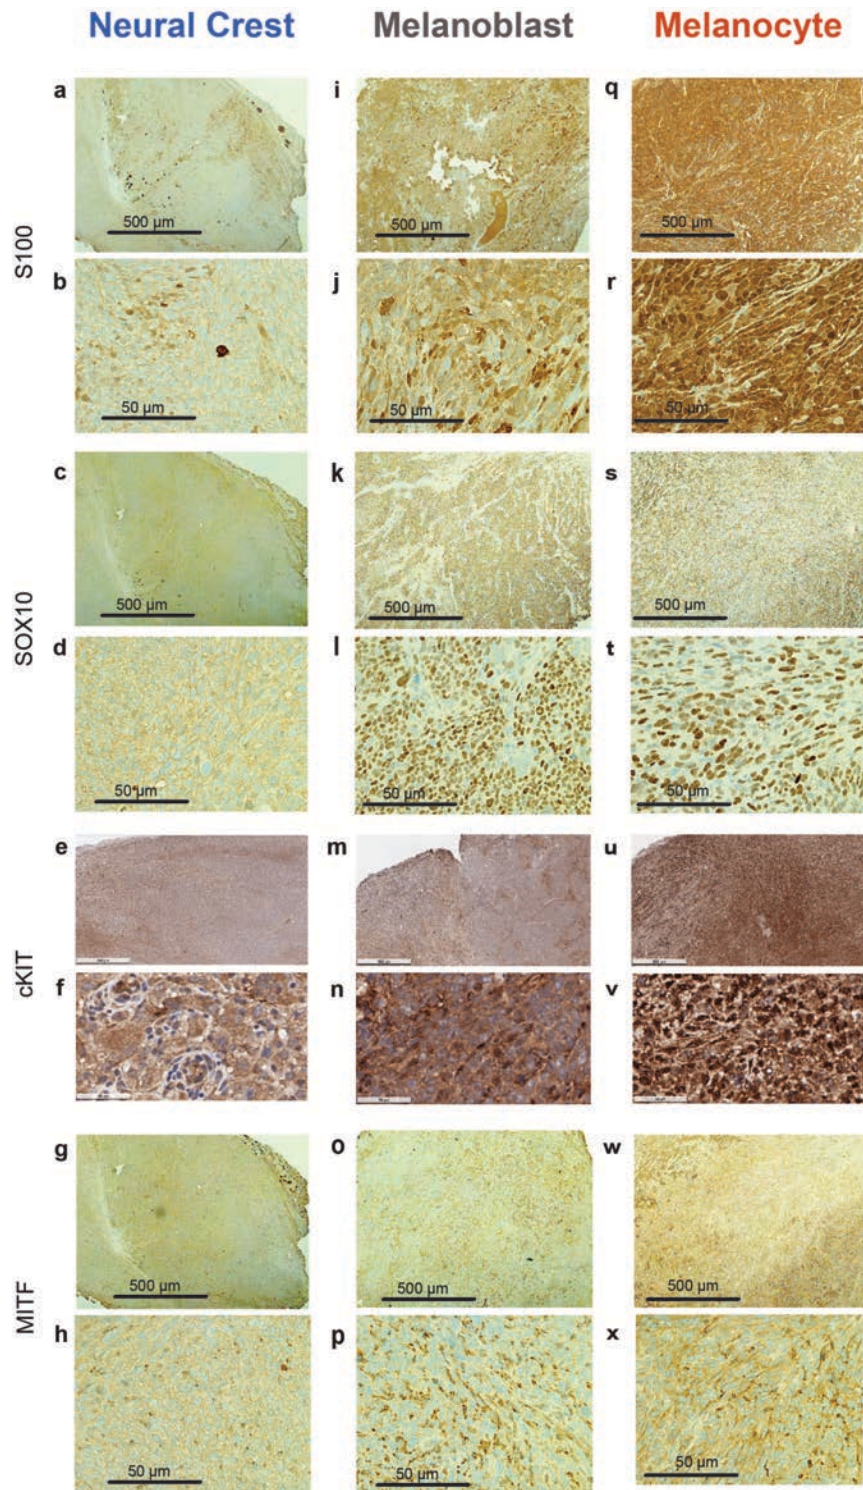 Neural Crest Melanoblast Melanocyte
S100
a i q
500 µm 500 µm 500 µm
b j r
50 µm 50 µm 50 µm
SOX10
c k s
500 µm 500 µm 500 µm
d l t
50 µm 50 µm 50 µm
cKIT
e m u
f n v
MITF
g o w
500 µm 500 µm 500 µm
h p x
50 µm 50 µm 50 µm